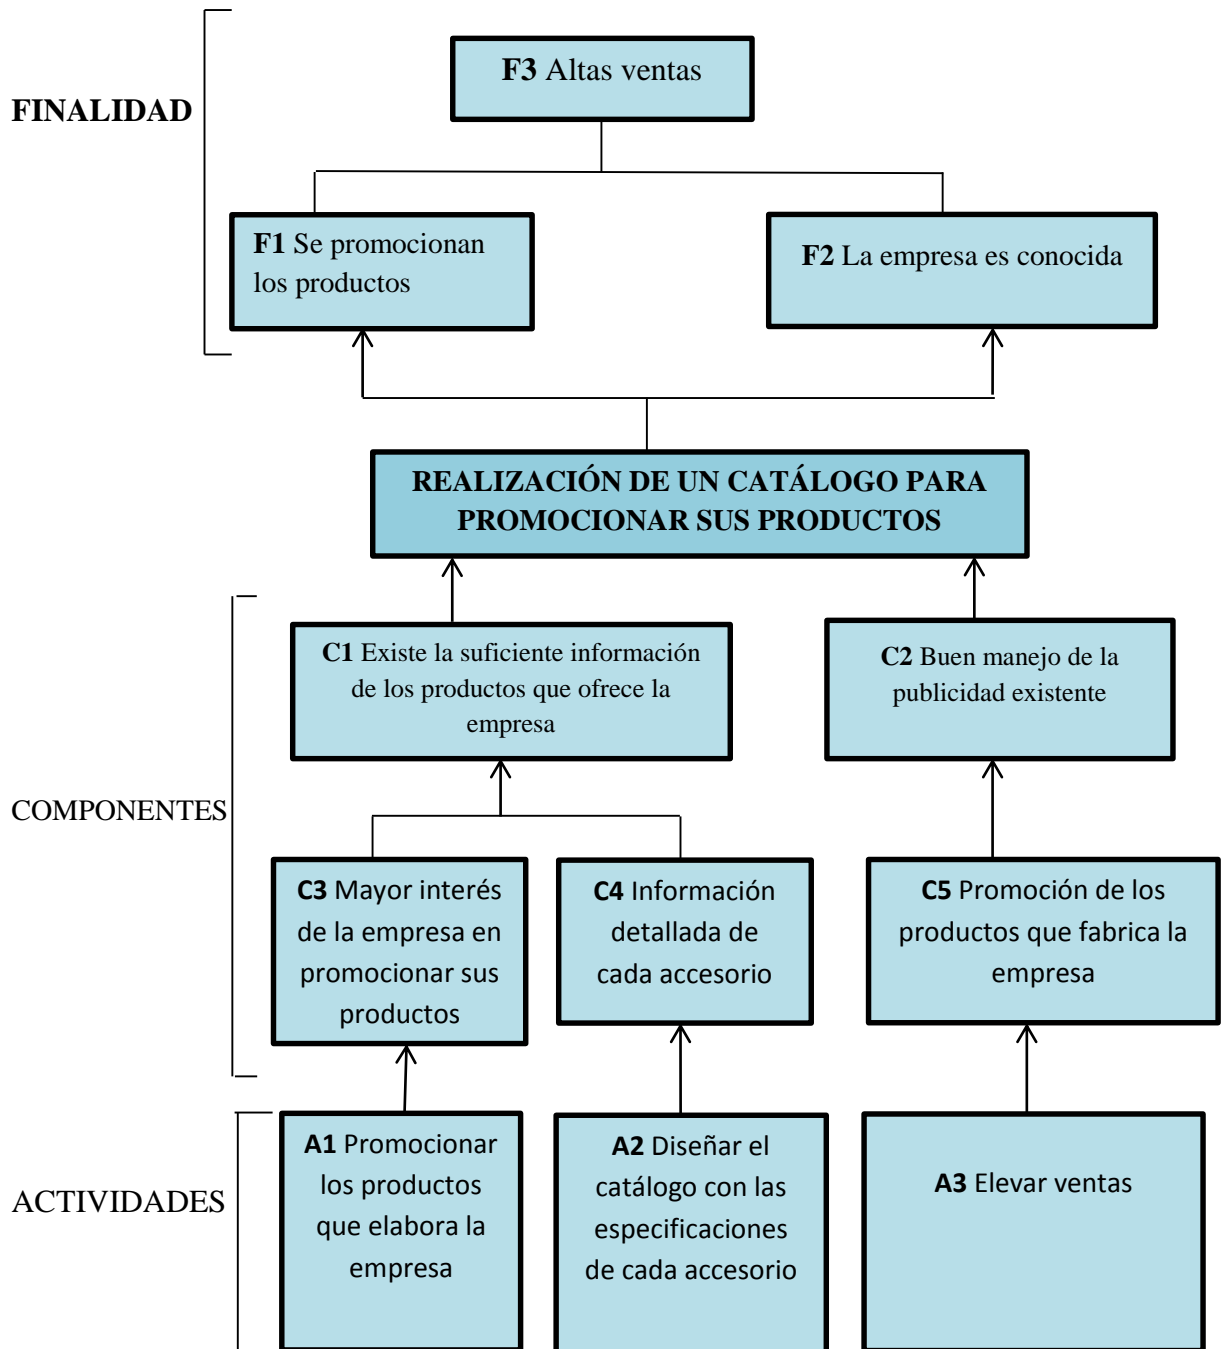 F3 Altas ventas
FINALIDAD
F1 Se promocionan
los productos
F2 La empresa es conocida
REALIZACIÓN DE UN CATÁLOGO PARA
PROMOCIONAR SUS PRODUCTOS
C1 Existe la suficiente información
de los productos que ofrece la
empresa
C2 Buen manejo de la
publicidad existente
COMPONENTES
C3 Mayor interés
de la empresa en
promocionar sus
productos
C4 Información
detallada de
cada accesorio
C5 Promoción de los
productos que fabrica la
empresa
ACTIVIDADES
A1 Promocionar
los productos
que elabora la
empresa
A2 Diseñar el
catálogo con las
especificaciones
de cada accesorio
A3 Elevar ventas